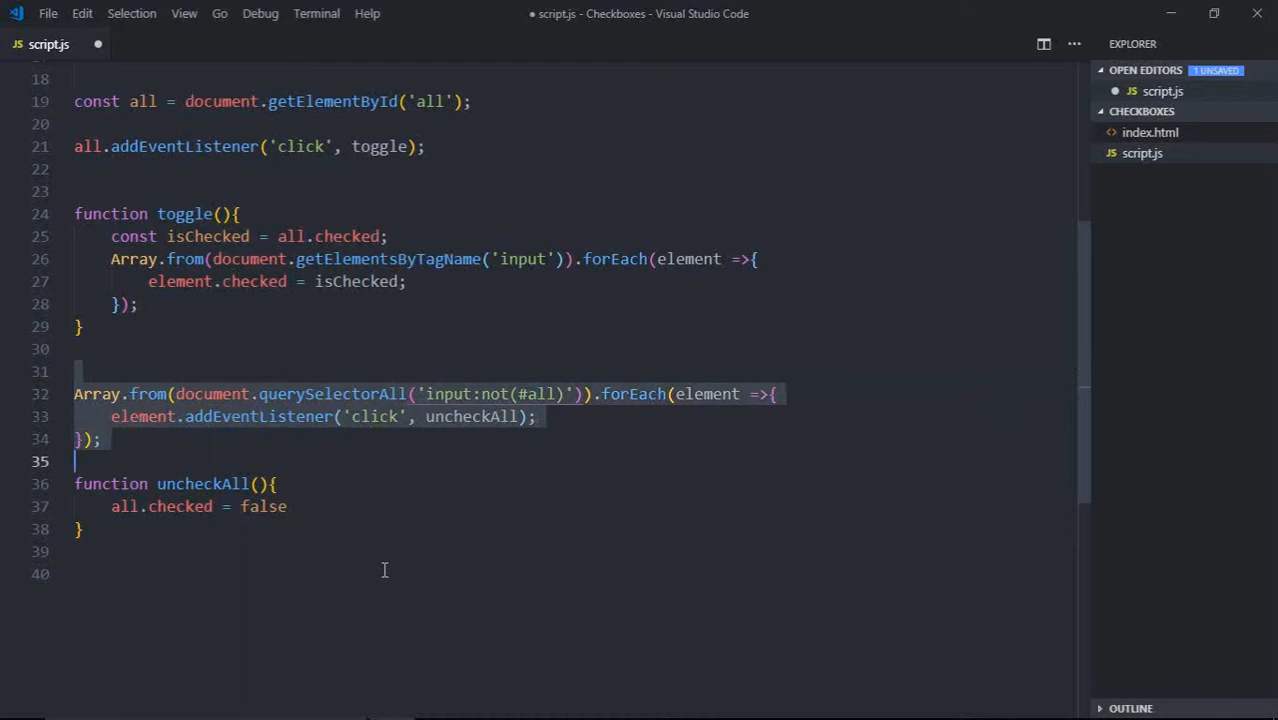 File Edit Selection View Go Debug Terminal Help
● script.js - Checkboxes - Visual Studio Code
JS script.js
EXPLORER
OPEN EDITORS 1 UNSAVED
JS script.js
CHECKBOXES
<> index.html
JS script.js
18
19 const all = document.getElementById('all');
20
21 all.addEventListener('click', toggle);
22
23
24 function toggle(){
25 const isChecked = all.checked;
26 Array.from(document.getElementsByTagName('input')).forEach(element =>{
27 element.checked = isChecked;
28 });
29 }
30
31
32 Array.from(document.querySelectorAll('input:not(#all)')).forEach(element =>{
33 element.addEventListener('click', uncheckAll);
34 });
35
36 function uncheckAll(){
37 all.checked = false
38 }
39
40
OUTLINE